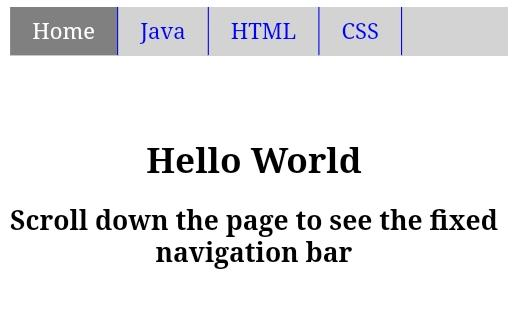 Home Java HTML CSS
Hello World
Scroll down the page to see the fixed
navigation bar